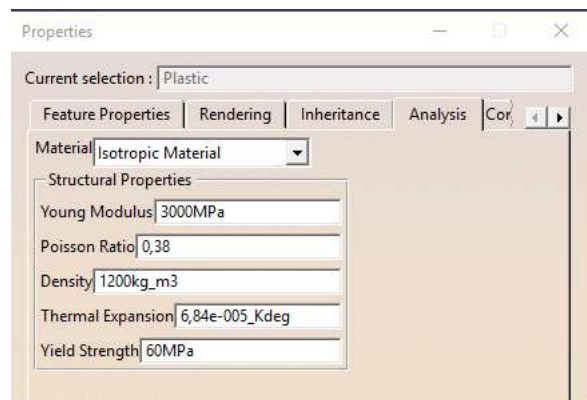 Properties
Current selection : Plastic
Feature Properties Rendering Inheritance Analysis
Material Isotropic Material
Structural Properties
Young Modulus 3000MPa
Poisson Ratio 0,38
Density 1200kg_m3
Thermal Expansion 6,84e-005_Kdeg
Yield Strength 60MPa